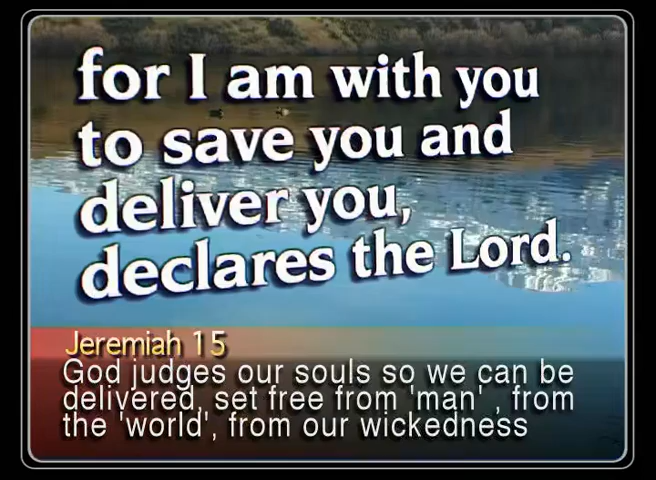 for I am with you
to save you and
deliver you,
declares the Lord.
Jeremiah 15
God judges our souls so we can be
delivered, set free from 'man' , from
the 'world', from our wickedness